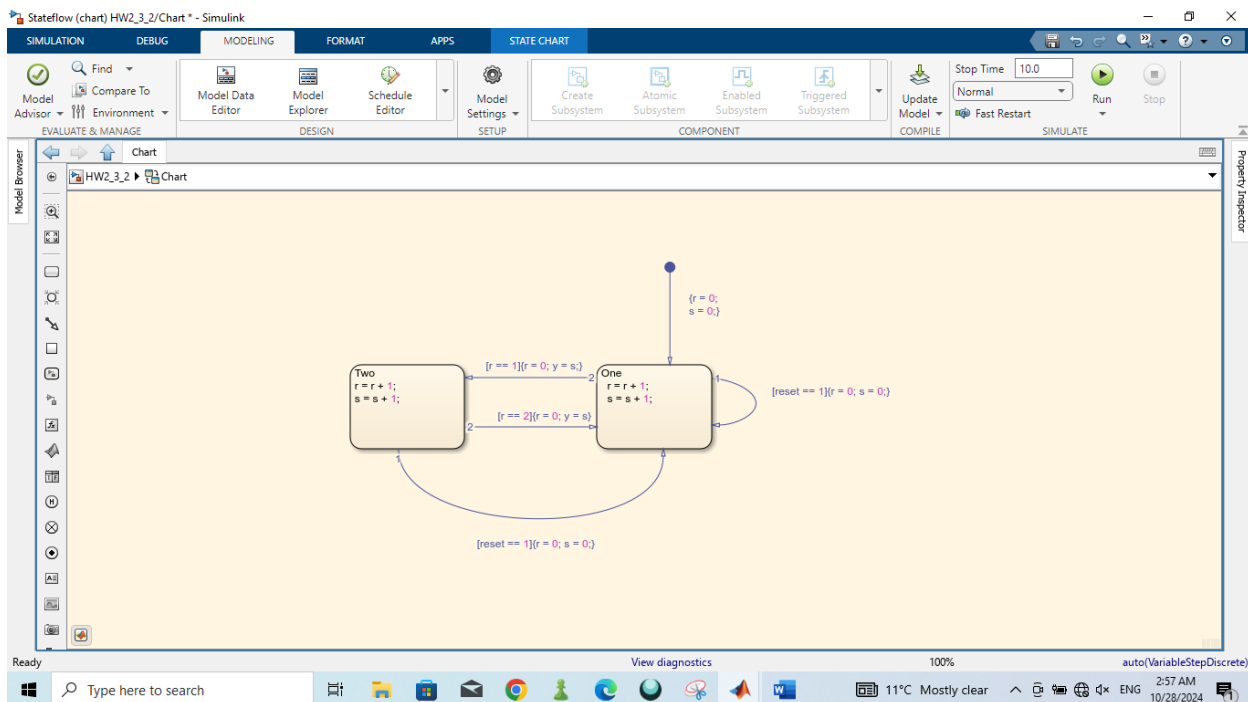 Stateflow (chart) HW2_3_2/Chart * - Simulink
SIMULATION DEBUG MODELING FORMAT APPS STATE CHART
Model Advisor
Find
Compare To
Environment
EVALUATE & MANAGE
Model Data Editor
Model Explorer
Schedule Editor
DESIGN
Model Settings
SETUP
Create Subsystem
Atomic Subsystem
Enabled Subsystem
Triggered Subsystem
COMPONENT
Update Model
COMPILE
Stop Time 10.0
Normal
Fast Restart
Run
Stop
SIMULATE
Model Browser
Property Inspector
Chart
HW2_3_2 Chart
{r = 0;
s = 0;}
[r == 1]{r = 0; y = s;}
2
Two
r = r + 1;
s = s + 1;
One
r = r + 1;
s = s + 1;
1
[reset == 1]{r = 0; s = 0;}
[r == 2]{r = 0; y = s}
2
1
[reset == 1]{r = 0; s = 0;}
Ready
View diagnostics
100%
auto(VariableStepDiscrete)
Type here to search
11°C Mostly clear
ENG
2:57 AM
10/28/2024